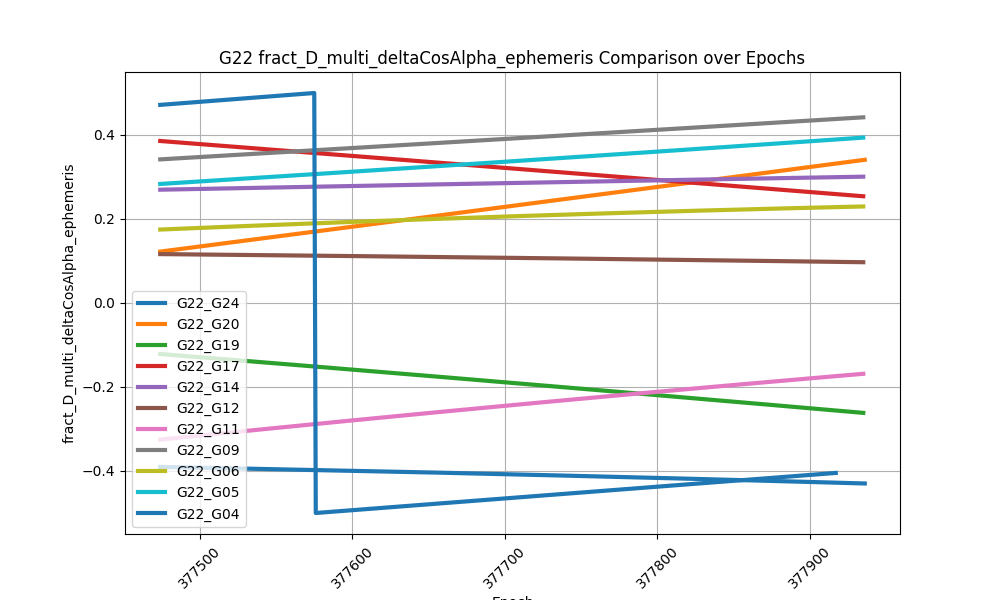 G22 fract_D_multi_deltaCosAlpha_ephemeris Comparison over Epochs
fract_D_multi_deltaCosAlpha_ephemeris
0.4
0.2
0.0
−0.2
−0.4
G22_G24
G22_G20
G22_G19
G22_G17
G22_G14
G22_G12
G22_G11
G22_G09
G22_G06
G22_G05
G22_G04
377500
377600
377700
377800
377900
Epoch